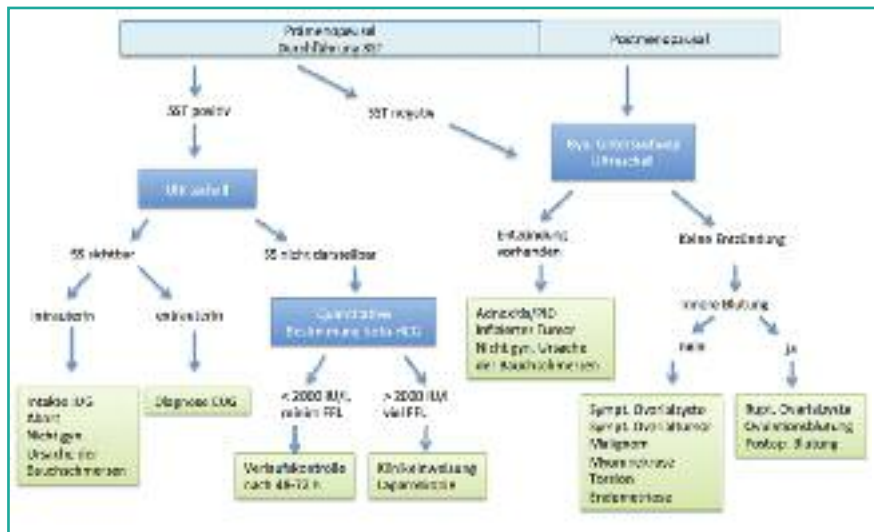 Prämenopausal
Durchführung SST
Postmenopausal
SST positiv
SST negativ
Ultraschall
Gyn. Untersuchung
Ultraschall
SS sichtbar
SS nicht darstellbar
Entzündung
vorhanden
Keine Entzündung
intrauterin
extrauterin
Quantitative
Bestimmung beta-HCG
Adnexitis/PID
Infizierter Tumor
Nicht gyn. Ursache
der Bauchschmerzen
Innere Blutung
nein
ja
Intakte IUG
Abort
Nicht gyn.
Ursache der
Bauchschmerzen
Diagnose EUG
< 2000 IU/L
minim FFL
> 2000 IU/l
viel FFL
Verlaufskontrolle
nach 48-72 h
Klinikeinweisung
Laparoskopie
Sympt. Ovarialzyste
Sympt. Ovarialtumor
Malignom
Myomnekrose
Torsion
Endometriose
Rupt. Ovarialzyste
Ovulationsblutung
Postop. Blutung